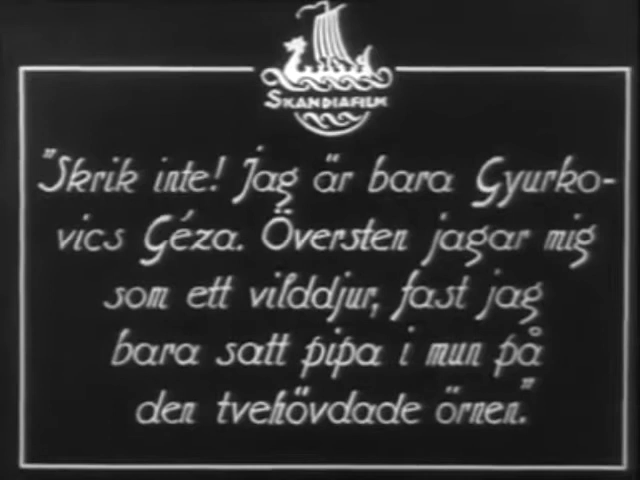 SKANDIAFILM
"Skrik inte! Jag är bara Gyurko-
vics Géza. Översten jagar mig
som ett vilddjur, fast jag
bara satt pipa i mun på
den tvehövdade örnen."